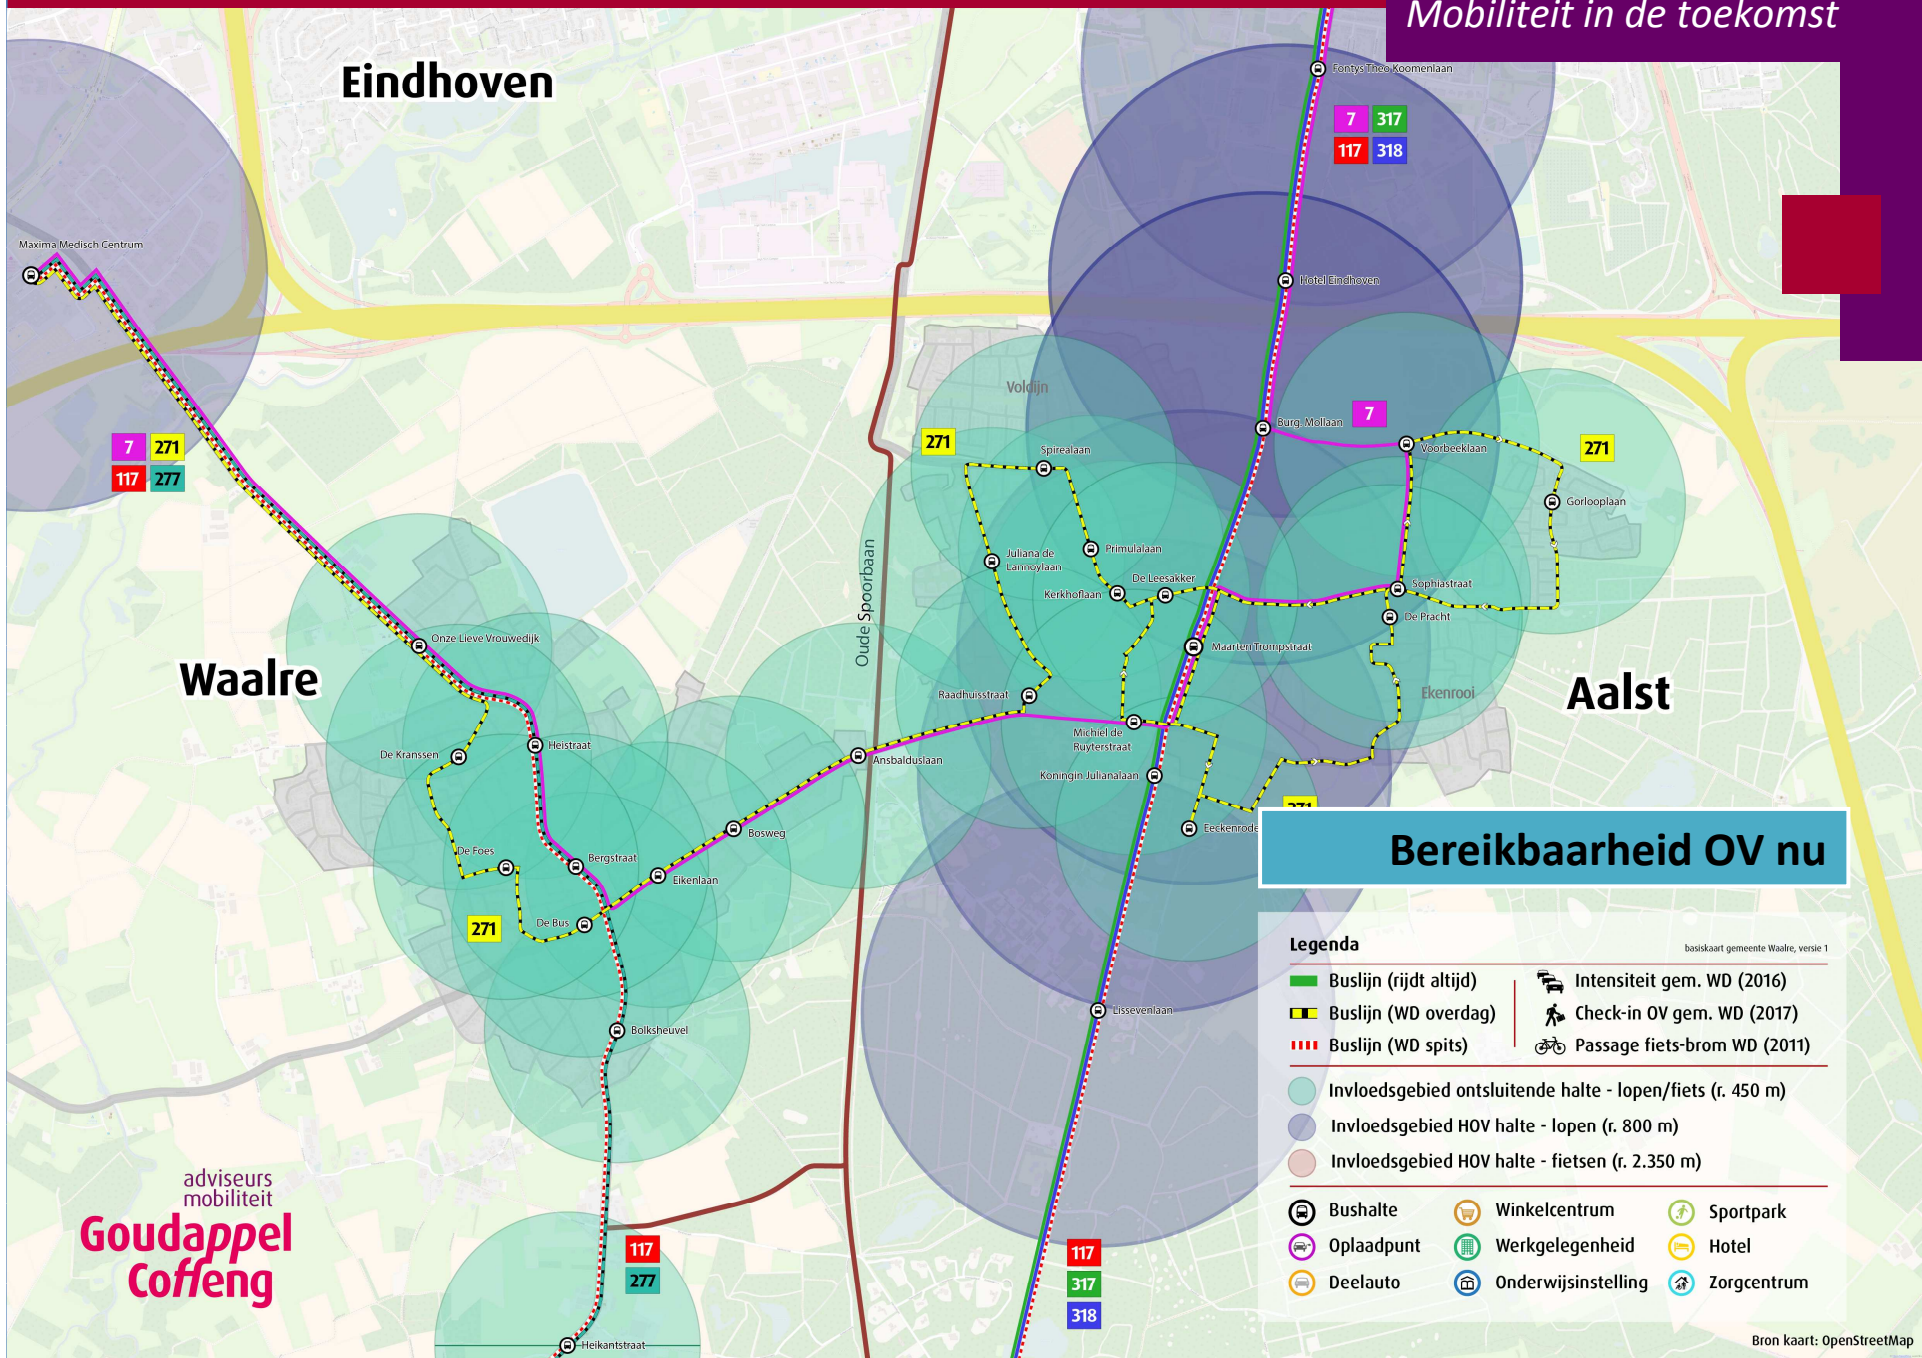 Mobiliteit in de toekomst
Eindhoven
Fontys Theo Koomenlaan
7 317
117 318
Maxima Medisch Centrum
Hotel Eindhoven
Voldijn
7
Burg. Mollaan
271
Voorbeeklaan
271
7 271
117 277
Spirealaan
Gorlooplaan
Oude Spoorbaan
Juliana de
Lannoylaan
Primulalaan
De Leesakker
Kerkhoflaan
Sophiastraat
De Pracht
Onze Lieve Vrouwedijk
Maarten Trompstraat
Waalre
Raadhuisstraat
Ekenrooi
Aalst
Michiel de
Ruyterstraat
Heistraat
De Kranssen
Ansbalduslaan
Koningin Julianalaan
271
Bosweg
Eeckenrode
De Foes
Bergstraat
Eikenlaan
Bereikbaarheid OV nu
271
De Bus
Lissevenlaan
Bolksheuvel
Legenda
basiskaart gemeente Waalre, versie 1
Buslijn (rijdt altijd)
Intensiteit gem. WD (2016)
Buslijn (WD overdag)
Check-in OV gem. WD (2017)
Buslijn (WD spits)
Passage fiets-brom WD (2011)
Invloedsgebied ontsluitende halte - lopen/fiets (r. 450 m)
Invloedsgebied HOV halte - lopen (r. 800 m)
Invloedsgebied HOV halte - fietsen (r. 2.350 m)
Bushalte
Winkelcentrum
Sportpark
Oplaadpunt
Werkgelegenheid
Hotel
Deelauto
Onderwijsinstelling
Zorgcentrum
adviseurs
mobiliteit
Goudappel
Coffeng
117
277
117
317
318
Heikantstraat
Bron kaart: OpenStreetMap